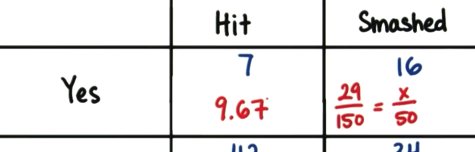 Hit Smashed
Yes 7 16
9.67 29/150 = x/50